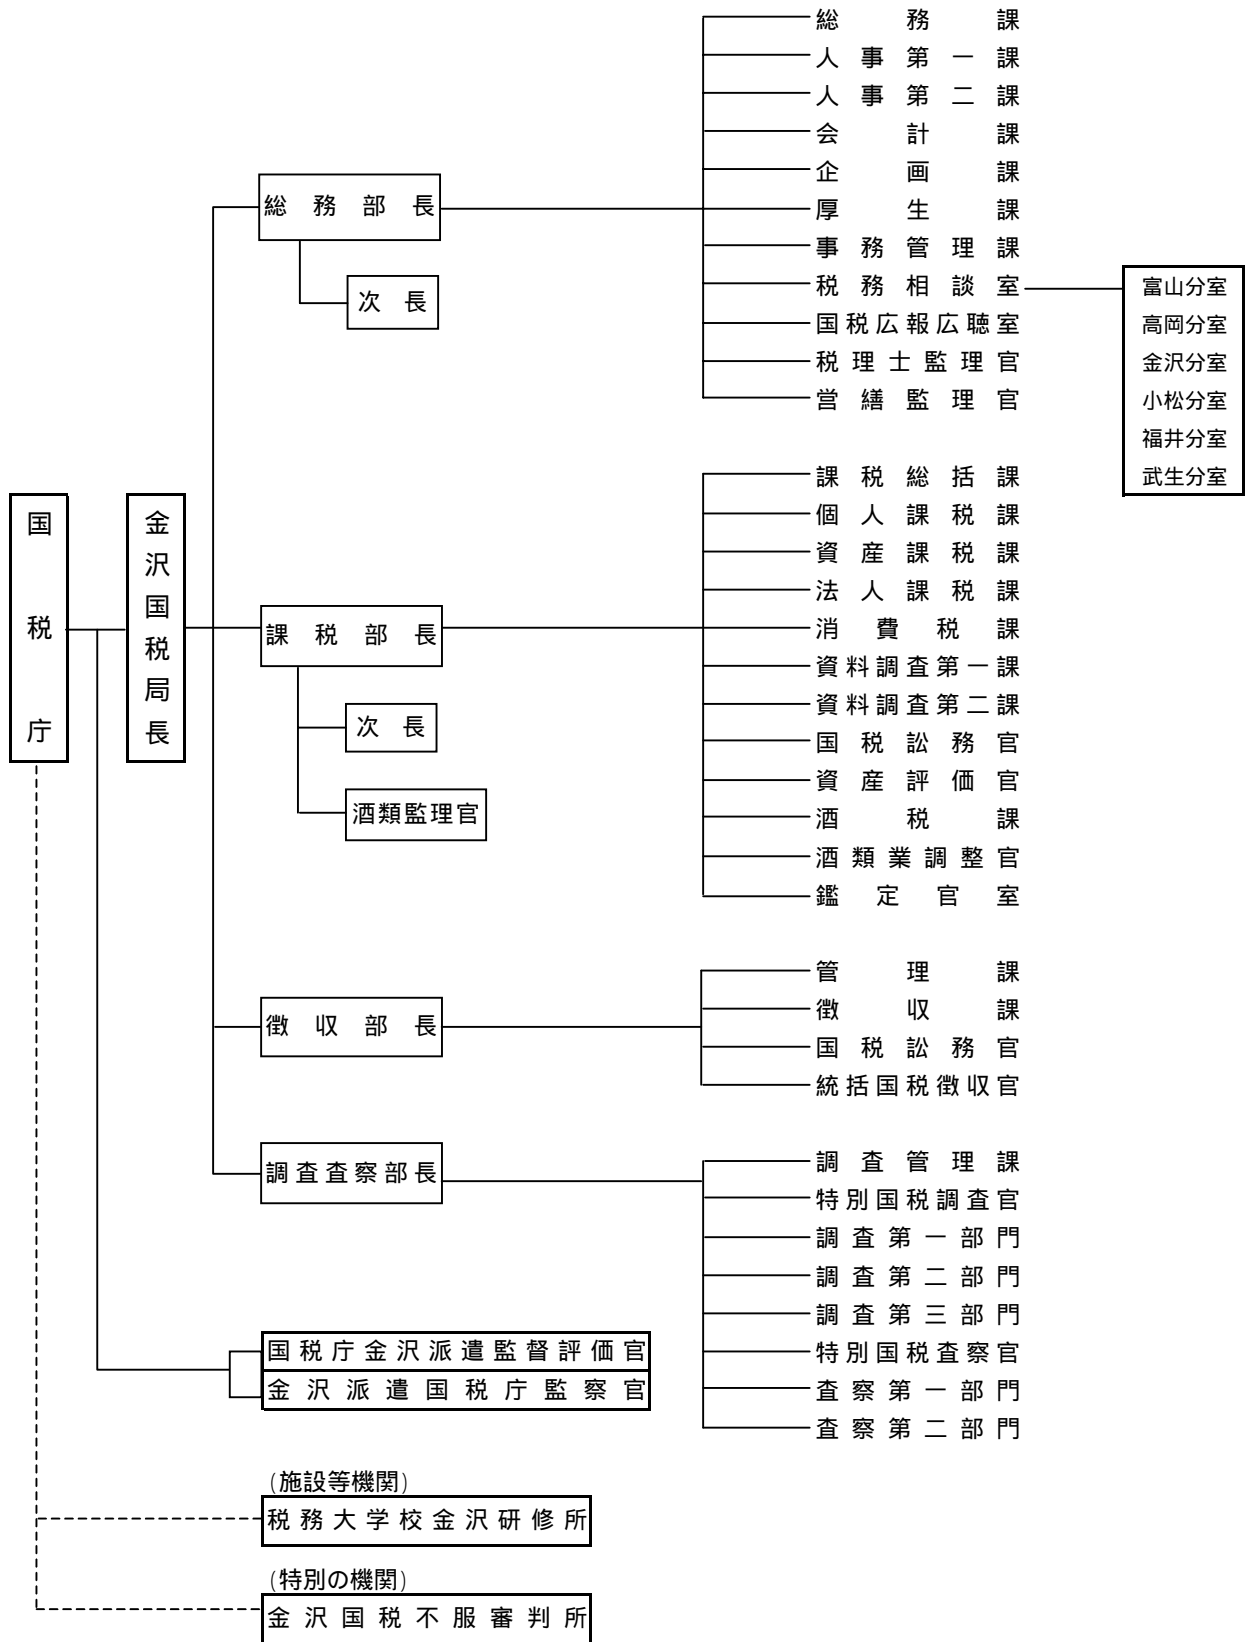 国税庁
金沢国税局長
総務部長
次長
総務課
人事第一課
人事第二課
会計課
企画課
厚生課
事務管理課
税務相談室
国税広報広聴室
税理士監理官
営繕監理官
富山分室
高岡分室
金沢分室
小松分室
福井分室
武生分室
課税部長
次長
酒類監理官
課税総括課
個人課税課
資産課税課
法人課税課
消費税課
資料調査第一課
資料調査第二課
国税訟務官
資産評価官
酒税課
酒類業調整官
鑑定官室
徴収部長
管理課
徴収課
国税訟務官
統括国税徴収官
調査査察部長
調査管理課
特別国税調査官
調査第一部門
調査第二部門
調査第三部門
特別国税査察官
査察第一部門
査察第二部門
国税庁金沢派遣監督評価官
金沢派遣国税庁監察官
(施設等機関)
税務大学校金沢研修所
(特別の機関)
金沢国税不服審判所